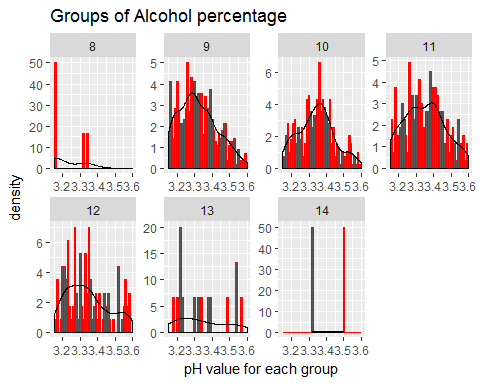 Groups of Alcohol percentage
8 9 10 11
50 5 6 5
40 4 4 4
30 3 3
20 2 2 2
10 1 1
0 0 0 0
3.23.33.43.53.6 3.23.33.43.53.6 3.23.33.43.53.6 3.23.33.43.53.6
density
12 13 14
6 20 50
4 15 40
10 30
2 5 20
10
0 0 0
3.23.33.43.53.6 3.23.33.43.53.6 3.23.33.43.53.6
pH value for each group